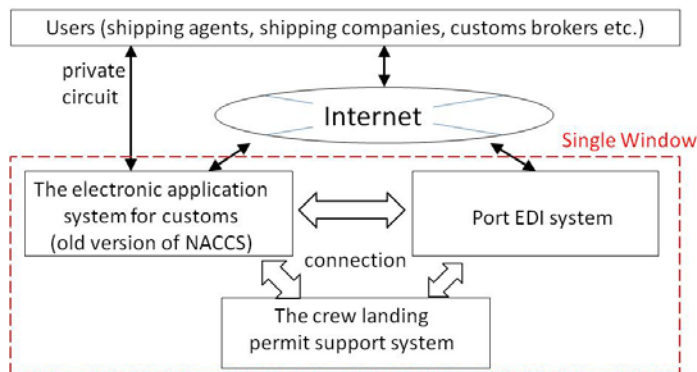 Users (shipping agents, shipping companies, customs brokers etc.)
private
circuit
Internet
Single Window
The electronic application
system for customs
(old version of NACCS)
Port EDI system
connection
The crew landing
permit support system